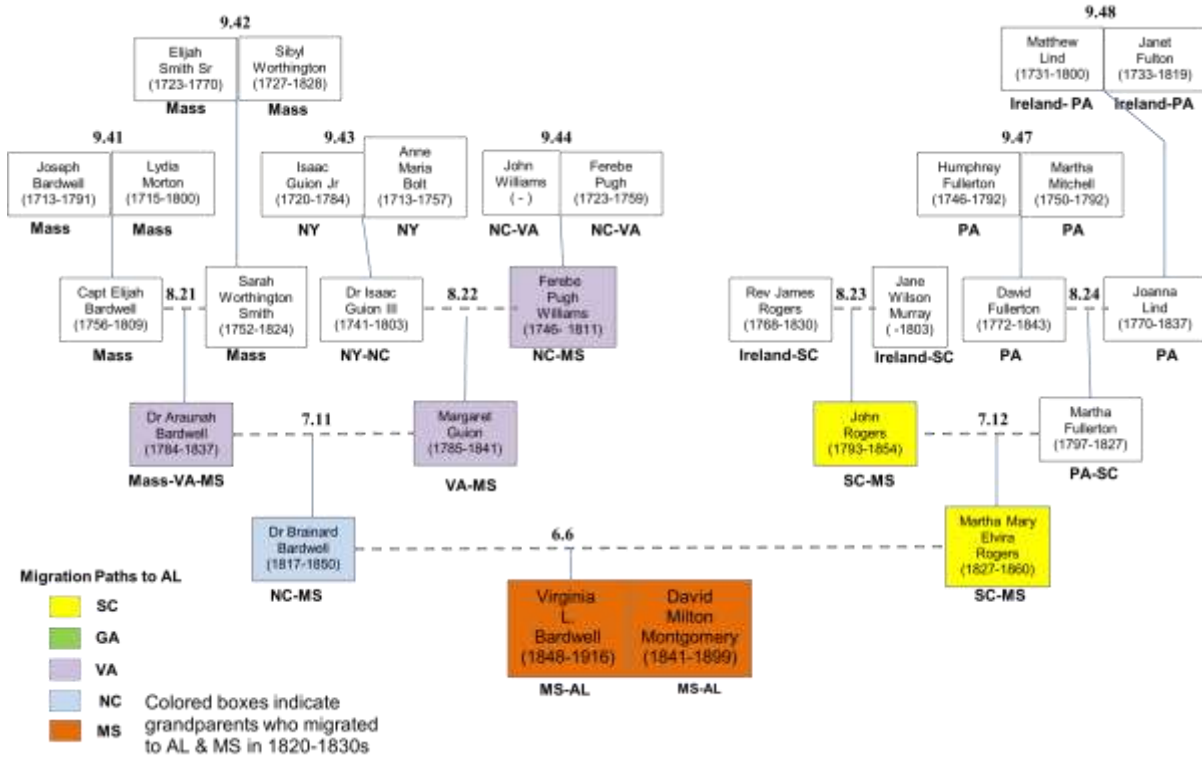 9.42
Elijah
Smith Sr
(1723-1770)
Mass
Sibyl
Worthington
(1727-1828)
Mass
9.48
Matthew
Lind
(1731-1800)
Ireland- PA
Janet
Fulton
(1733-1819)
Ireland-PA
9.41
Joseph
Bardwell
(1713-1791)
Mass
Lydia
Morton
(1715-1800)
Mass
9.43
Isaac
Guion Jr
(1720-1784)
NY
Anne
Maria
Bolt
(1713-1757)
NY
9.44
John
Williams
( - )
NC-VA
Ferebe
Pugh
(1723-1759)
NC-VA
9.47
Humphrey
Fullerton
(1746-1792)
PA
Martha
Mitchell
(1750-1792)
PA
Capt Elijah
Bardwell
(1756-1809)
Mass
8.21
Sarah
Worthington
Smith
(1752-1824)
Mass
Dr Isaac
Guion III
(1741-1803)
NY-NC
8.22
Ferebe
Pugh
Williams
(1746- 1811)
NC-MS
Rev James
Rogers
(1768-1830)
Ireland-SC
8.23
Jane
Wilson
Murray
( -1803)
Ireland-SC
David
Fullerton
(1772-1843)
PA
8.24
Joanna
Lind
(1770-1837)
PA
Dr Araunah
Bardwell
(1784-1837)
Mass-VA-MS
7.11
Margaret
Guion
(1785-1841)
VA-MS
John
Rogers
(1793-1854)
SC-MS
7.12
Martha
Fullerton
(1797-1827)
PA-SC
Dr Brainard
Bardwell
(1817-1850)
NC-MS
6.6
Martha Mary
Elvira
Rogers
(1827-1860)
SC-MS
Virginia
L.
Bardwell
(1848-1916)
MS-AL
David
Milton
Montgomery
(1841-1899)
MS-AL
Migration Paths to AL
SC
GA
VA
NC
MS
Colored boxes indicate
grandparents who migrated
to AL & MS in 1820-1830s